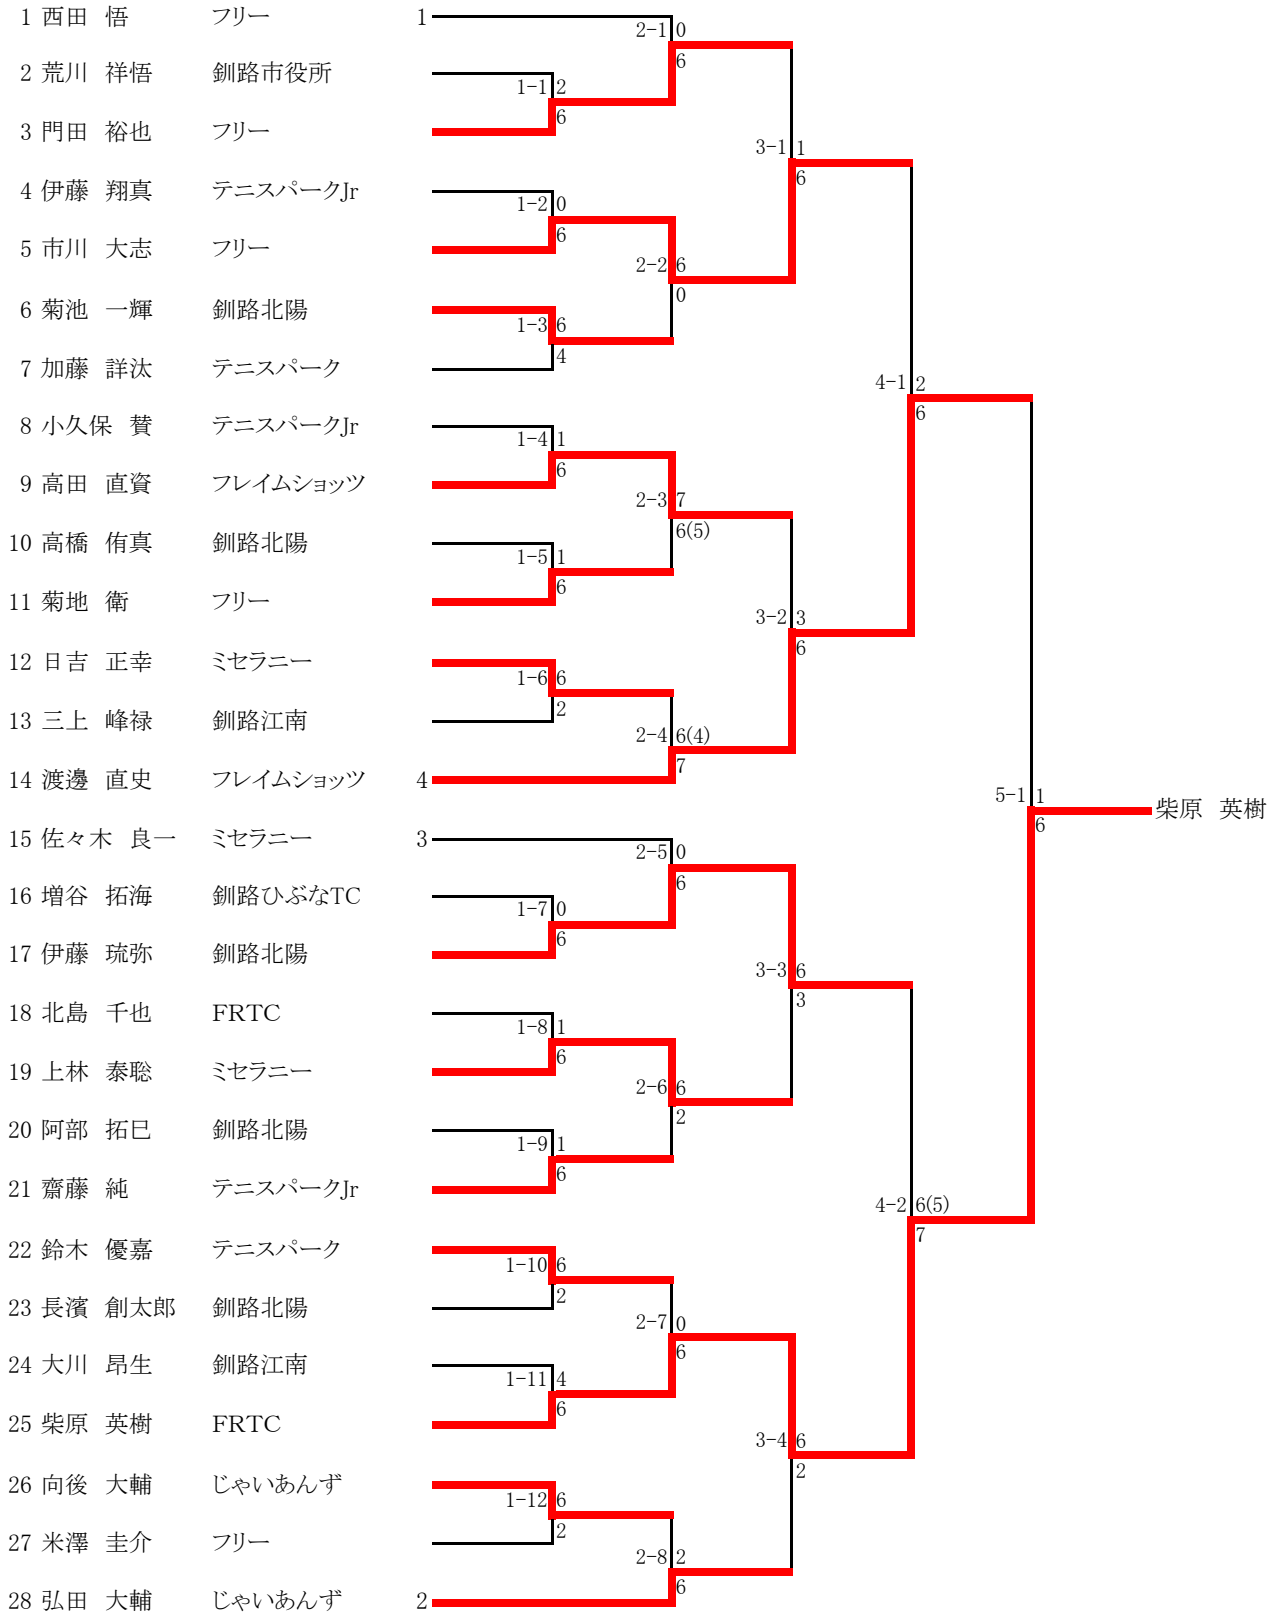 1 西田 悟 フリー 1
2-1 0
6
2 荒川 祥悟 釧路市役所
1-1 2
6
3 門田 裕也 フリー
3-1 1
6
4 伊藤 翔真 テニスパークJr
1-2 0
6
5 市川 大志 フリー
2-2 6
0
6 菊池 一輝 釧路北陽
1-3 6
4
7 加藤 詳汰 テニスパーク
4-1 2
6
8 小久保 賛 テニスパークJr
1-4 1
6
9 高田 直資 フレイムショッツ
2-3 7
6(5)
10 高橋 侑真 釧路北陽
1-5 1
6
11 菊地 衛 フリー
3-2 3
6
12 日吉 正幸 ミセラニー
1-6 6
2
13 三上 峰禄 釧路江南
2-4 6(4)
7
14 渡邊 直史 フレイムショッツ 4
5-1 1
6
柴原 英樹
15 佐々木 良一 ミセラニー 3
2-5 0
6
16 増谷 拓海 釧路ひぶなTC
1-7 0
6
17 伊藤 琉弥 釧路北陽
3-3 6
3
18 北島 千也 FRTC
1-8 1
6
19 上林 泰聡 ミセラニー
2-6 6
2
20 阿部 拓巳 釧路北陽
1-9 1
6
21 齋藤 純 テニスパークJr
4-2 6(5)
7
22 鈴木 優嘉 テニスパーク
1-10 6
2
23 長濱 創太郎 釧路北陽
2-7 0
6
24 大川 昂生 釧路江南
1-11 4
6
25 柴原 英樹 FRTC
3-4 6
2
26 向後 大輔 じゃいあんず
1-12 6
2
27 米澤 圭介 フリー
2-8 2
6
28 弘田 大輔 じゃいあんず 2